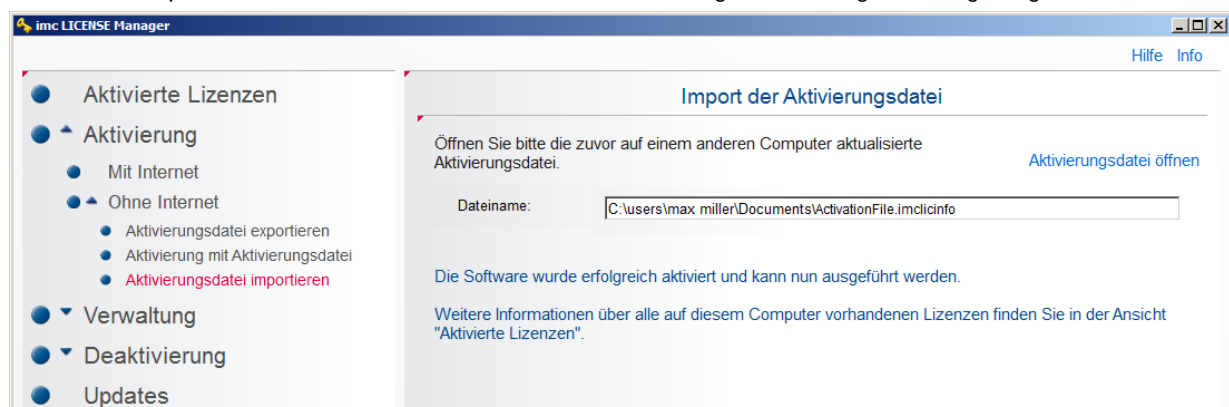 imc LICENSE Manager
Hilfe Info
Aktivierte Lizenzen
Aktivierung
Mit Internet
Ohne Internet
Aktivierungsdatei exportieren
Aktivierung mit Aktivierungsdatei
Aktivierungsdatei importieren
Verwaltung
Deaktivierung
Updates
Import der Aktivierungsdatei
Öffnen Sie bitte die zuvor auf einem anderen Computer aktualisierte
Aktivierungsdatei.
Aktivierungsdatei öffnen
Dateiname:
C:\users\max miller\Documents\ActivationFile.imclicinfo
Die Software wurde erfolgreich aktiviert und kann nun ausgeführt werden.
Weitere Informationen über alle auf diesem Computer vorhandenen Lizenzen finden Sie in der Ansicht
"Aktivierte Lizenzen".